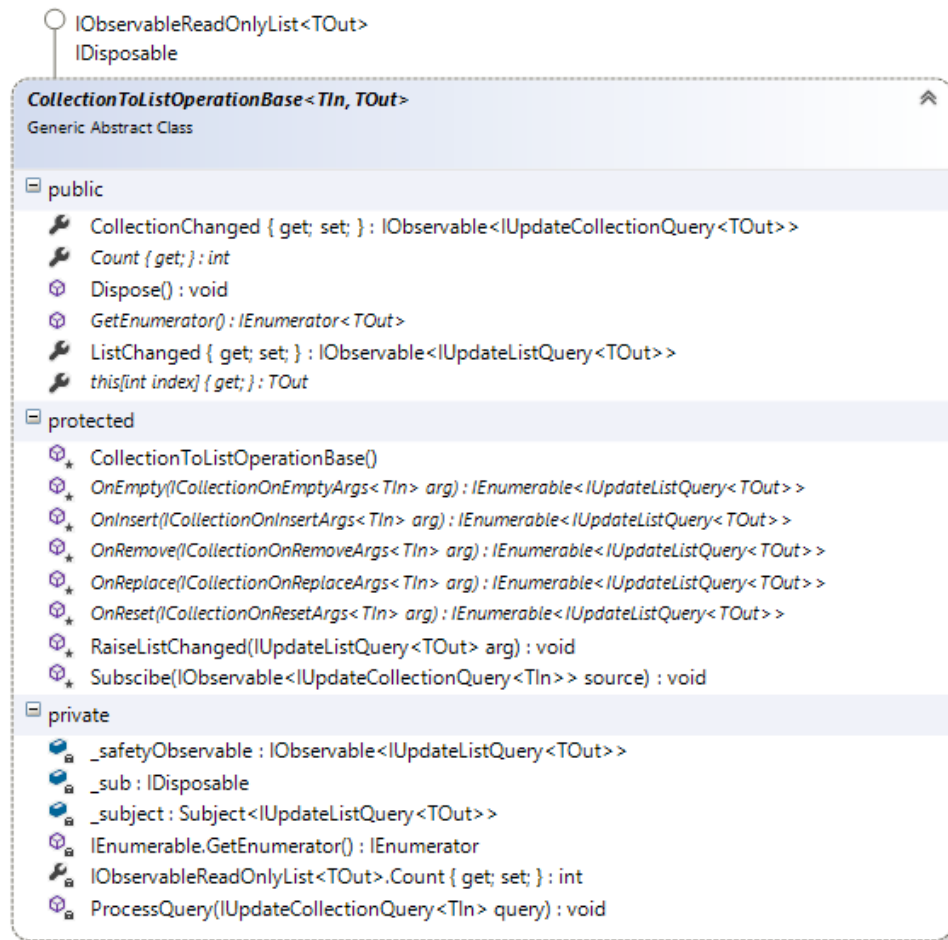 IObservableReadOnlyList<TOut>
IDisposable
CollectionToListOperationBase<TIn, TOut>
Generic Abstract Class
public
CollectionChanged { get; set; } : IObservable<IUpdateCollectionQuery<TOut>>
Count { get; } : int
Dispose() : void
GetEnumerator() : IEnumerator<TOut>
ListChanged { get; set; } : IObservable<IUpdateListQuery<TOut>>
this[int index] { get; } : TOut
protected
CollectionToListOperationBase()
OnEmpty(ICollectionOnEmptyArgs<TIn> arg) : IEnumerable<IUpdateListQuery<TOut>>
OnInsert(ICollectionOnInsertArgs<TIn> arg) : IEnumerable<IUpdateListQuery<TOut>>
OnRemove(ICollectionOnRemoveArgs<TIn> arg) : IEnumerable<IUpdateListQuery<TOut>>
OnReplace(ICollectionOnReplaceArgs<TIn> arg) : IEnumerable<IUpdateListQuery<TOut>>
OnReset(ICollectionOnResetArgs<TIn> arg) : IEnumerable<IUpdateListQuery<TOut>>
RaiseListChanged(IUpdateListQuery<TOut> arg) : void
Subscibe(IObservable<IUpdateCollectionQuery<TIn>> source) : void
private
_safetyObservable : IObservable<IUpdateListQuery<TOut>>
_sub : IDisposable
_subject : Subject<IUpdateListQuery<TOut>>
IEnumerable.GetEnumerator() : IEnumerator
IObservableReadOnlyList<TOut>.Count { get; set; } : int
ProcessQuery(IUpdateCollectionQuery<TIn> query) : void